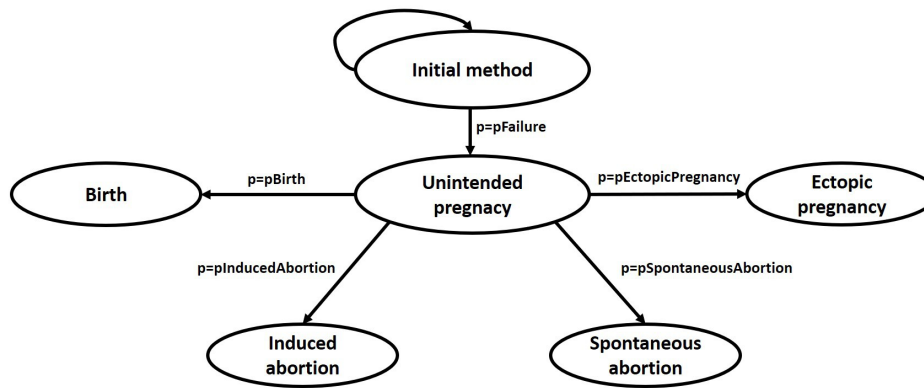 Initial method
p=pFailure
Birth
p=pBirth
Unintended
pregnacy
p=pEctopicPregnancy
Ectopic
pregnancy
p=pInducedAbortion
p=pSpontaneousAbortion
Induced
abortion
Spontaneous
abortion